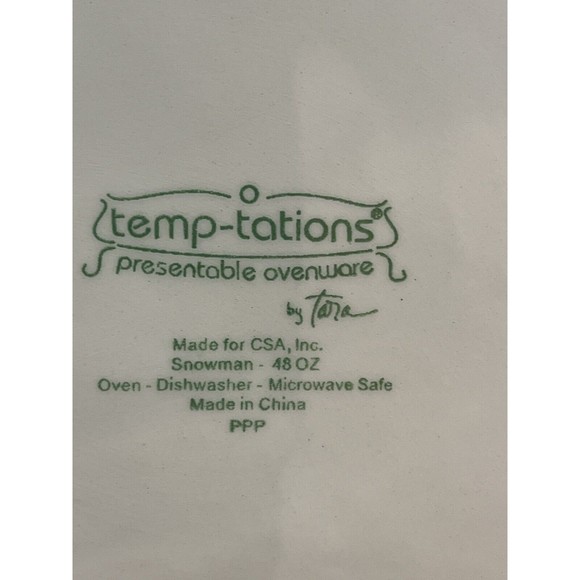 temp-tations®
presentable ovenware
by Tara
Made for CSA, Inc.
Snowman - 48 OZ
Oven - Dishwasher - Microwave Safe
Made in China
PPP